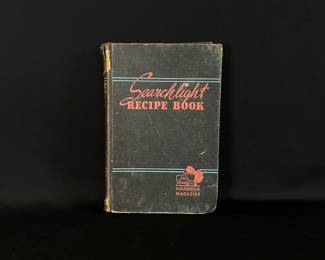 Searchlight
RECIPE BOOK
HOUSEHOLD
MAGAZINE